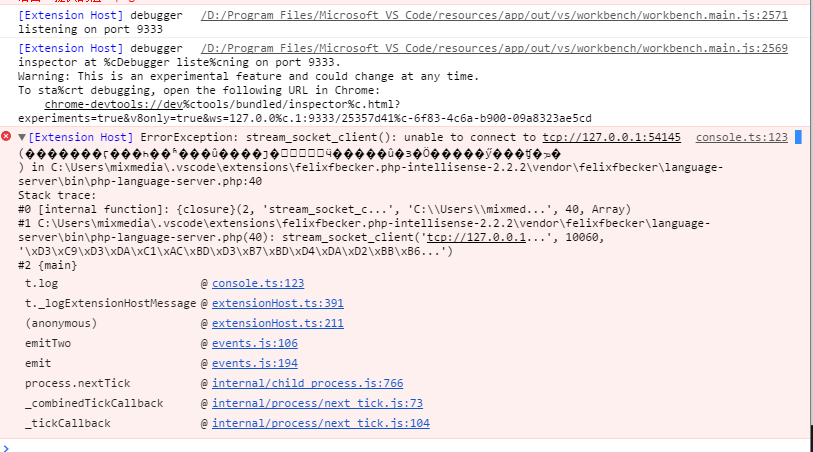 [Extension Host] debugger /D:/Program Files/Microsoft VS Code/resources/app/out/vs/workbench/workbench.main.js:2571
listening on port 9333
[Extension Host] debugger /D:/Program Files/Microsoft VS Code/resources/app/out/vs/workbench/workbench.main.js:2569
inspector at %cDebugger liste%cning on port 9333.
Warning: This is an experimental feature and could change at any time.
To sta%crt debugging, open the following URL in Chrome:
chrome-devtools://dev%ctools/bundled/inspector%c.html?
experiments=true&v8only=true&ws=127.0.0%c.1:9333/25357d41%c-6f83-4c6a-b900-09a8323ae5cd
▼[Extension Host] ErrorException: stream_socket_client(): unable to connect to tcp://127.0.0.1:54145 console.ts:123
) in C:\Users\mixmedia\.vscode\extensions\felixfbecker.php-intellisense-2.2.2\vendor\felixfbecker\language-
server\bin\php-language-server.php:40
Stack trace:
#0 [internal function]: {closure}(2, 'stream_socket_c...', 'C:\\Users\\mixmed...', 40, Array)
#1 C:\Users\mixmedia\.vscode\extensions\felixfbecker.php-intellisense-2.2.2\vendor\felixfbecker\language-
server\bin\php-language-server.php(40): stream_socket_client('tcp://127.0.0.1...', 10060,
'\xD3\xC9\xD3\xDA\xC1\xAC\xBD\xD3\xB7\xBD\xD4\xDA\xD2\xBB\xB6...')
#2 {main}
t.log @ console.ts:123
t._logExtensionHostMessage @ extensionHost.ts:391
(anonymous) @ extensionHost.ts:211
emitTwo @ events.js:106
emit @ events.js:194
process.nextTick @ internal/child_process.js:766
_combinedTickCallback @ internal/process/next_tick.js:73
_tickCallback @ internal/process/next_tick.js:104